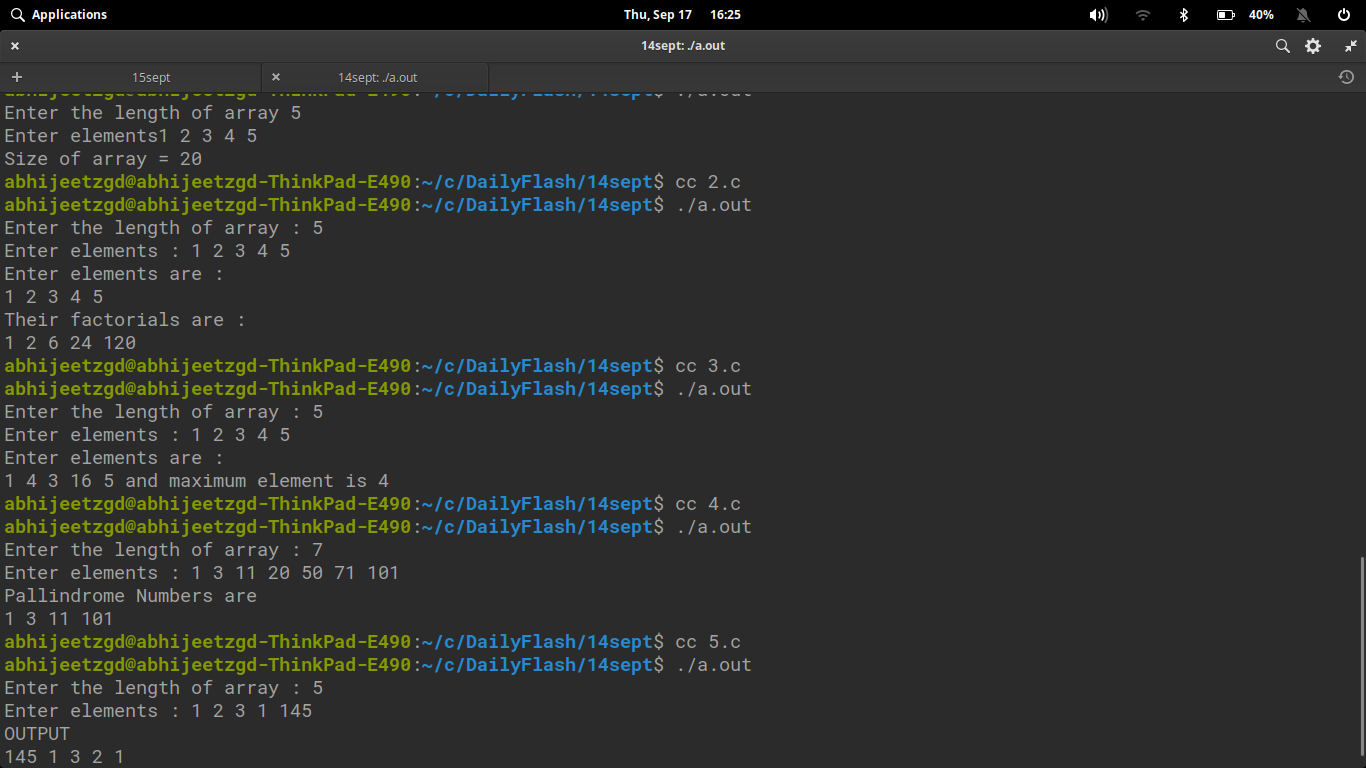 Applications
Thu, Sep 17 16:25
40%
14sept: ./a.out
15sept
14sept: ./a.out
Enter the length of array 5
Enter elements1 2 3 4 5
Size of array = 20
abhijeetzgd@abhijeetzgd-ThinkPad-E490:~/c/DailyFlash/14sept$ cc 2.c
abhijeetzgd@abhijeetzgd-ThinkPad-E490:~/c/DailyFlash/14sept$ ./a.out
Enter the length of array : 5
Enter elements : 1 2 3 4 5
Enter elements are :
1 2 3 4 5
Their factorials are :
1 2 6 24 120
abhijeetzgd@abhijeetzgd-ThinkPad-E490:~/c/DailyFlash/14sept$ cc 3.c
abhijeetzgd@abhijeetzgd-ThinkPad-E490:~/c/DailyFlash/14sept$ ./a.out
Enter the length of array : 5
Enter elements : 1 2 3 4 5
Enter elements are :
1 4 3 16 5 and maximum element is 4
abhijeetzgd@abhijeetzgd-ThinkPad-E490:~/c/DailyFlash/14sept$ cc 4.c
abhijeetzgd@abhijeetzgd-ThinkPad-E490:~/c/DailyFlash/14sept$ ./a.out
Enter the length of array : 7
Enter elements : 1 3 11 20 50 71 101
Pallindrome Numbers are
1 3 11 101
abhijeetzgd@abhijeetzgd-ThinkPad-E490:~/c/DailyFlash/14sept$ cc 5.c
abhijeetzgd@abhijeetzgd-ThinkPad-E490:~/c/DailyFlash/14sept$ ./a.out
Enter the length of array : 5
Enter elements : 1 2 3 1 145
OUTPUT
145 1 3 2 1